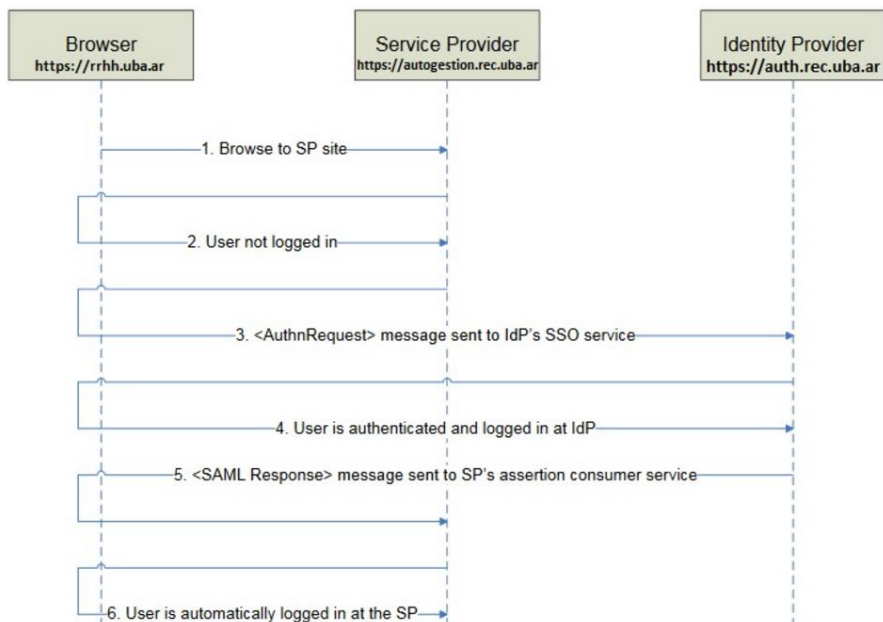 Browser
https://rrhh.uba.ar
Service Provider
https://autogestion.rec.uba.ar
Identity Provider
https://auth.rec.uba.ar
1. Browse to SP site
2. User not logged in
3. <AuthnRequest> message sent to IdP's SSO service
4. User is authenticated and logged in at IdP
5. <SAML Response> message sent to SP's assertion consumer service
6. User is automatically logged in at the SP